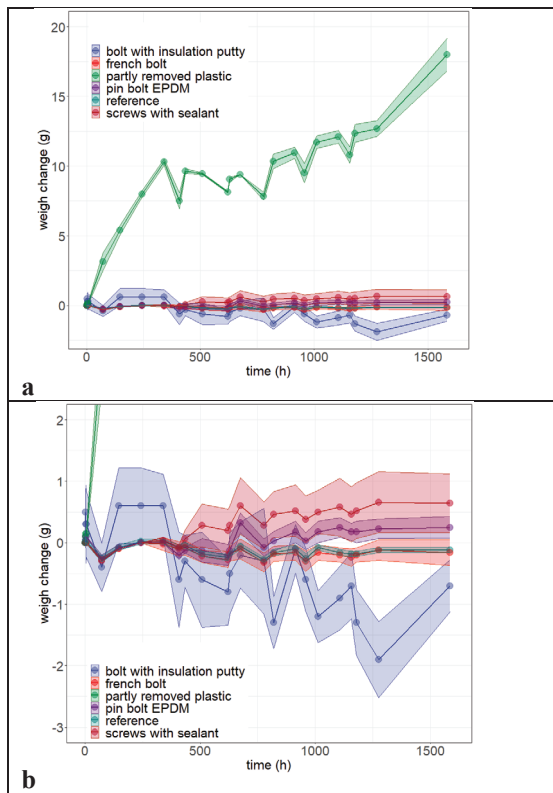 20
15
10
5
0
weigh change (g)
bolt with insulation putty
french bolt
partly removed plastic
pin bolt EPDM
reference
screws with sealant
0 500 1000 1500
time (h)
a
2
1
0
-1
-2
-3
weigh change (g)
bolt with insulation putty
french bolt
partly removed plastic
pin bolt EPDM
reference
screws with sealant
0 500 1000 1500
time (h)
b